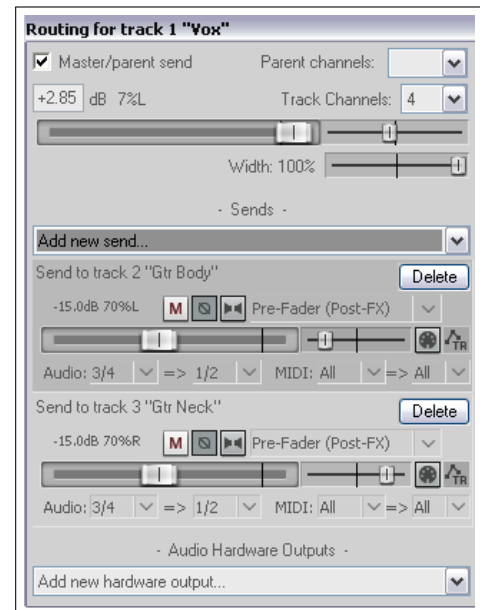 Routing for track 1 "Vox"
Master/parent send Parent channels:
+2.85 dB 7%L Track Channels: 4
Width: 100%
- Sends -
Add new send...
Send to track 2 "Gtr Body" Delete
-15.0dB 70%L M Pre-Fader (Post-FX)
TR
Audio: 3/4 => 1/2 MIDI: All => All
Send to track 3 "Gtr Neck" Delete
-15.0dB 70%R M Pre-Fader (Post-FX)
TR
Audio: 3/4 => 1/2 MIDI: All => All
- Audio Hardware Outputs -
Add new hardware output...